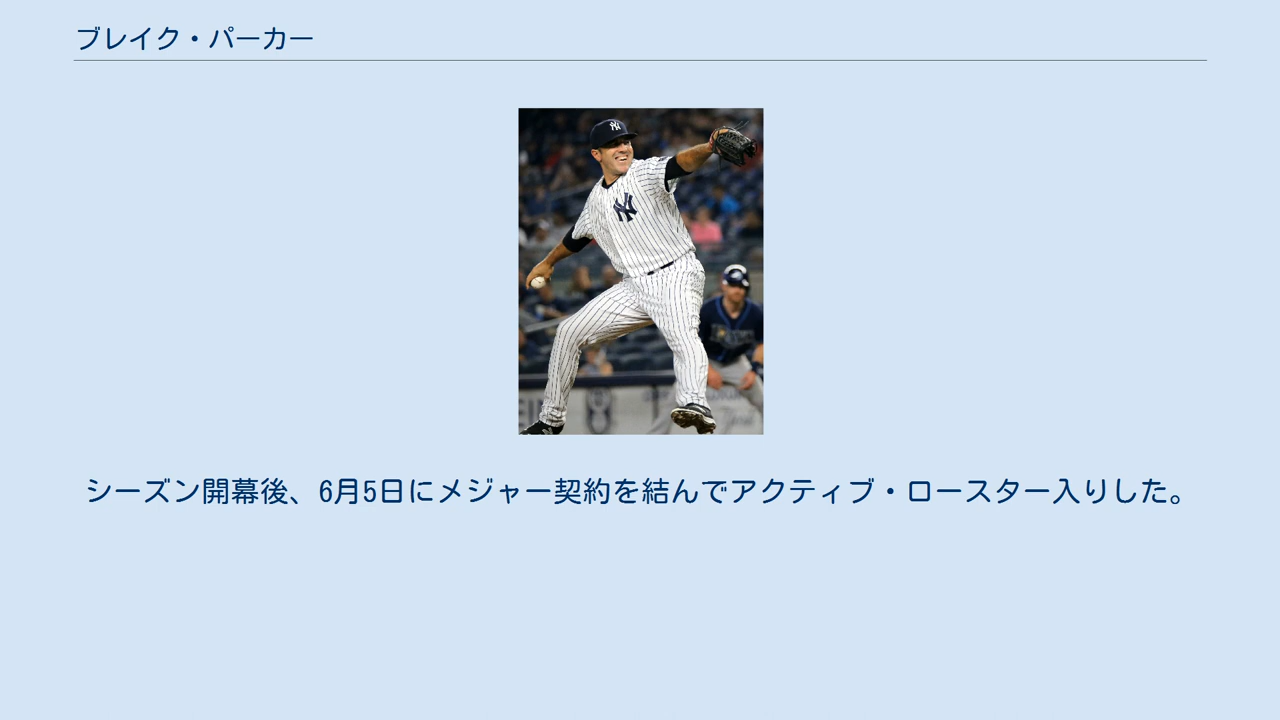 ブレイク・パーカー
シーズン開幕後、6月5日にメジャー契約を結んでアクティブ・ロースター入りした。